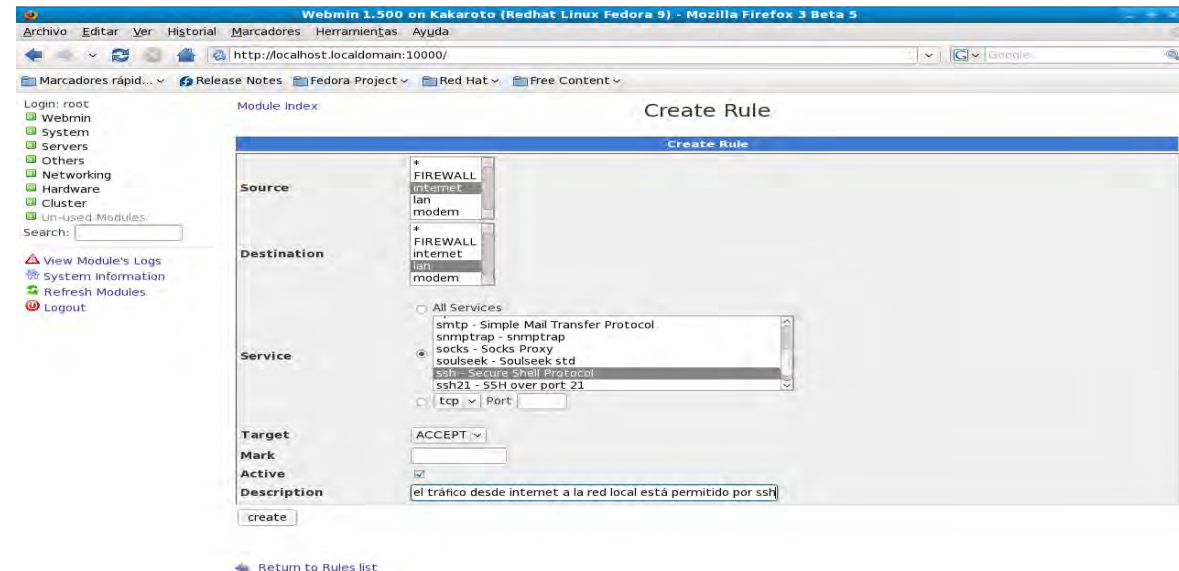 Webmin 1.500 on Kakaroto (Redhat Linux Fedora 9) - Mozilla Firefox 3 Beta 5
Archivo Editar Ver Historial Marcadores Herramientas Ayuda
http://localhost.localdomain:10000/
Google
Marcadores rápid... Release Notes Fedora Project Red Hat Free Content
Login: root
Webmin
System
Servers
Others
Networking
Hardware
Cluster
Un-used Modules
Search:
View Module's Logs
System Information
Refresh Modules
Logout
Module Index
Create Rule
Create Rule
Source
*
FIREWALL
internet
lan
modem
Destination
*
FIREWALL
internet
lan
modem
Service
All Services
smtp - Simple Mail Transfer Protocol
snmptrap - snmptrap
socks - Socks Proxy
soulseek - Soulseek std
ssh - Secure Shell Protocol
ssh21 - SSH over port 21
tcp Port
Target ACCEPT
Mark
Active
Description el tráfico desde internet a la red local está permitido por ssh
create
Return to Rules list